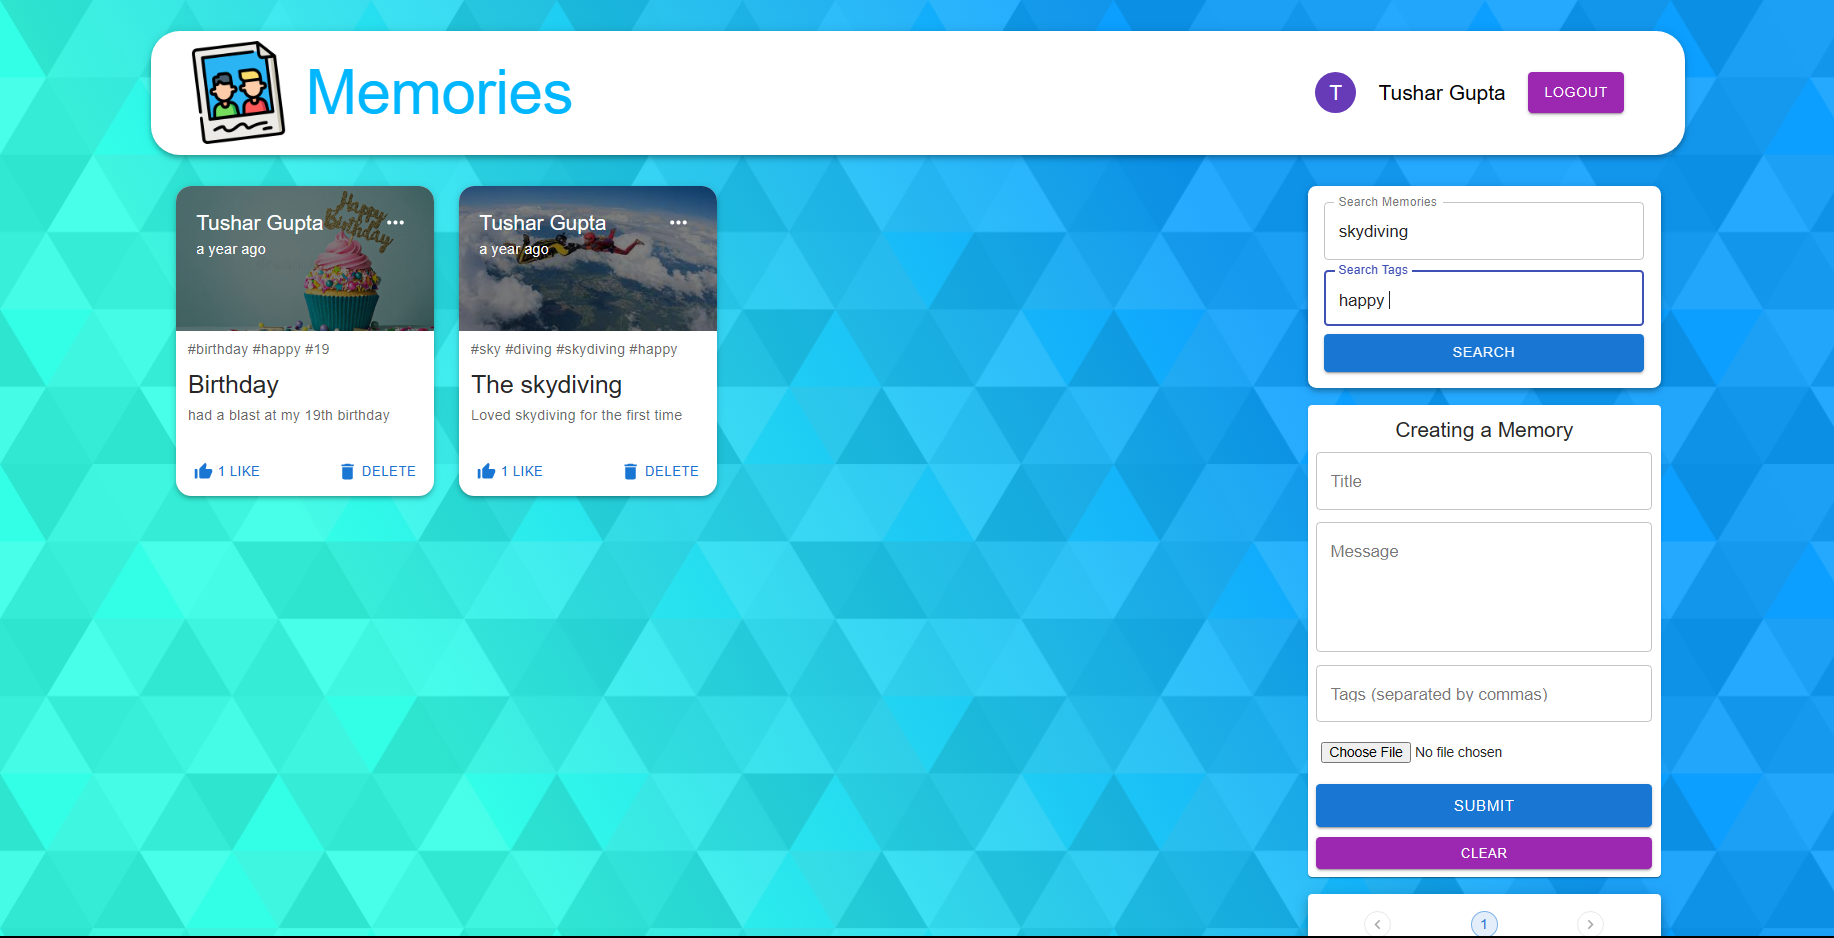 Memories
T
Tushar Gupta
LOGOUT
Happy
Birthday
Tushar Gupta
a year ago
#birthday #happy #19
Birthday
had a blast at my 19th birthday
1 LIKE
DELETE
Tushar Gupta
a year ago
#sky #diving #skydiving #happy
The skydiving
Loved skydiving for the first time
1 LIKE
DELETE
Search Memories
skydiving
Search Tags
happy
SEARCH
Creating a Memory
Title
Message
Tags (separated by commas)
Choose File No file chosen
SUBMIT
CLEAR
1